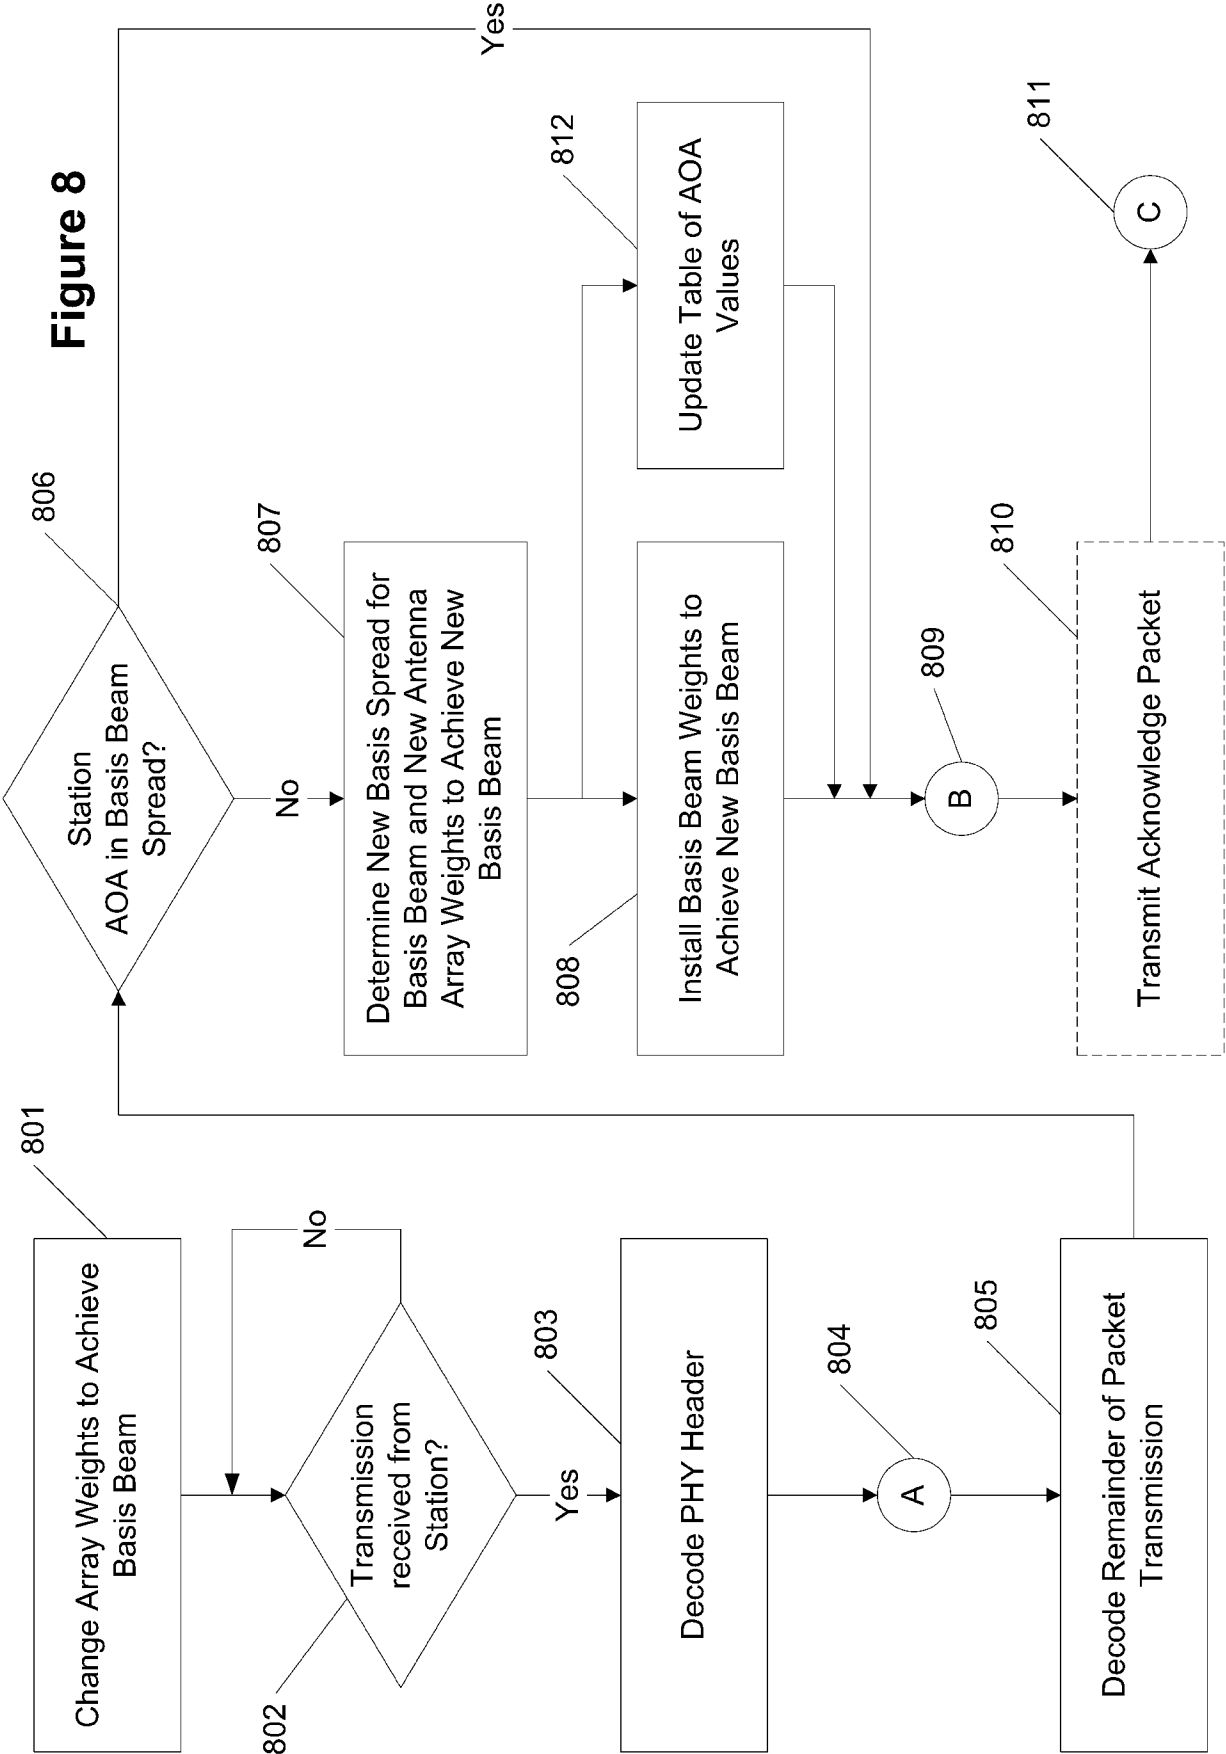 Figure 8
801
Change Array Weights to Achieve
Basis Beam
No
802
Transmission
received from
Station?
Yes
803
Decode PHY Header
804
A
805
Decode Remainder of Packet
Transmission
806
Station
AOA in Basis Beam
Spread?
Yes
No
807
Determine New Basis Spread for
Basis Beam and New Antenna
Array Weights to Achieve New
Basis Beam
808
Install Basis Beam Weights to
Achieve New Basis Beam
812
Update Table of AOA
Values
809
B
810
Transmit Acknowledge Packet
811
C